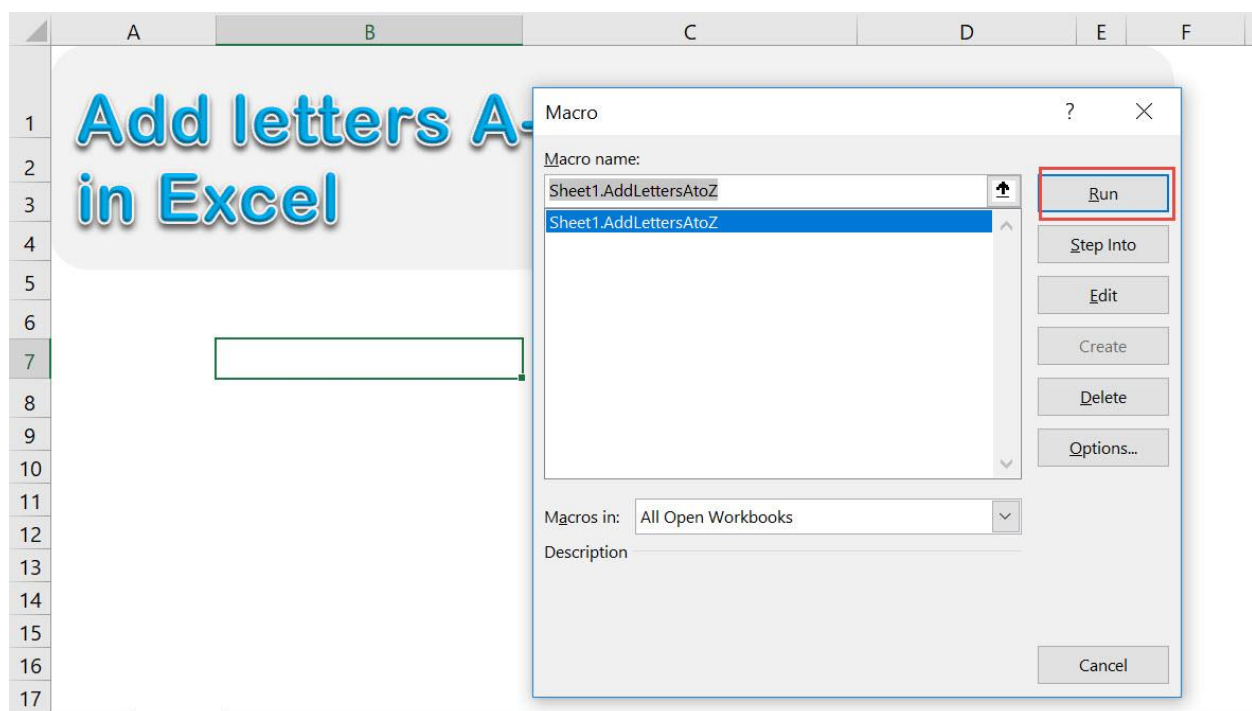 A B C D E F
1
2
3
4
5
6
7
8
9
10
11
12
13
14
15
16
17
Add letters A-
in Excel
Macro ?
Macro name:
Sheet1.AddLettersAtoZ
Sheet1.AddLettersAtoZ
Run
Step Into
Edit
Create
Delete
Options...
Macros in: All Open Workbooks
Description
Cancel